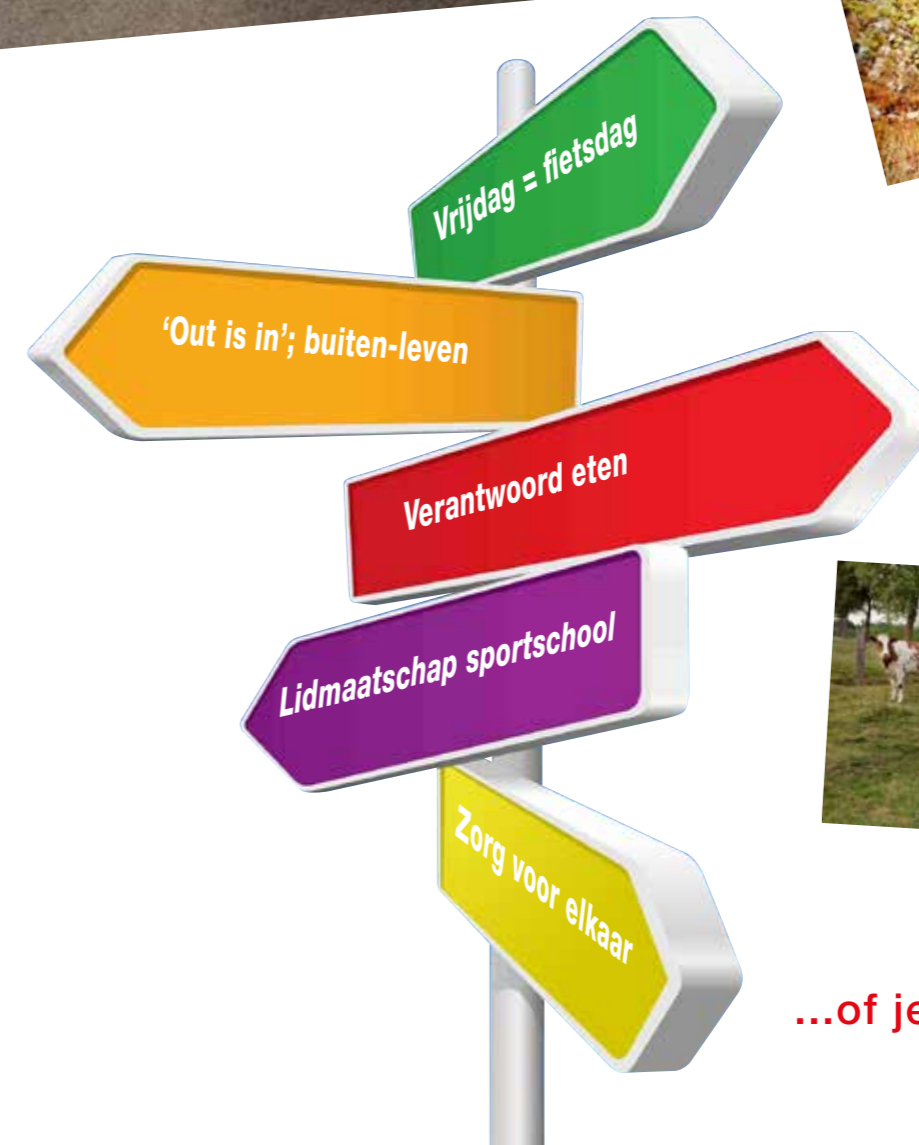 Vrijdag = fietsdag
‘Out is in’; buiten-leven
Verantwoord eten
Lidmaatschap sportschool
Zorg voor elkaar
...of je